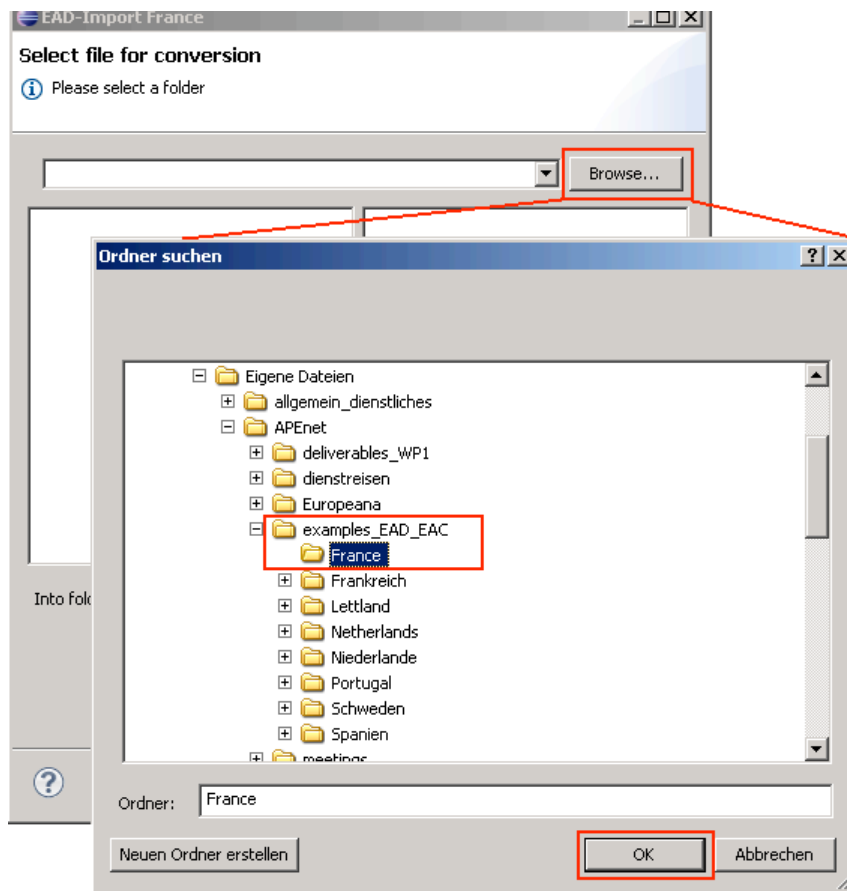 EAD-Import France
Select file for conversion
Please select a folder
Browse...
Ordner suchen
Eigene Dateien
allgemein_dienstliches
APEnet
deliverables_WP1
dienstreisen
Europeana
examples_EAD_EAC
France
Frankreich
Lettland
Netherlands
Niederlande
Portugal
Schweden
Spanien
meetings
Into
Ordner: France
Neuen Ordner erstellen OK Abbrechen